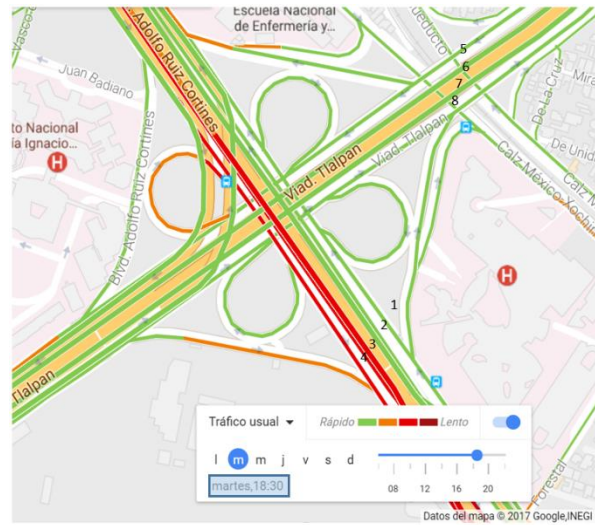 Escuela Nacional
de Enfermería y...
Vasco
Adolfo Ruiz Cortines
Juan Badiano
to Nacional
ía Ignacio...
H
Blvd. Adolfo Ruiz Cortines
Viad. Tlalpan
Viad. Tlalpan
5
6
7
8
De La Cruz
Mira
De Unid
Calz México-Xochi
Calz M
H
1
2
3
4
Tlalpan
Forestal
Tráfico usual
Rápido
Lento
l m m j v s d
martes,18:30
08 12 16 20
Datos del mapa © 2017 Google,INEGI